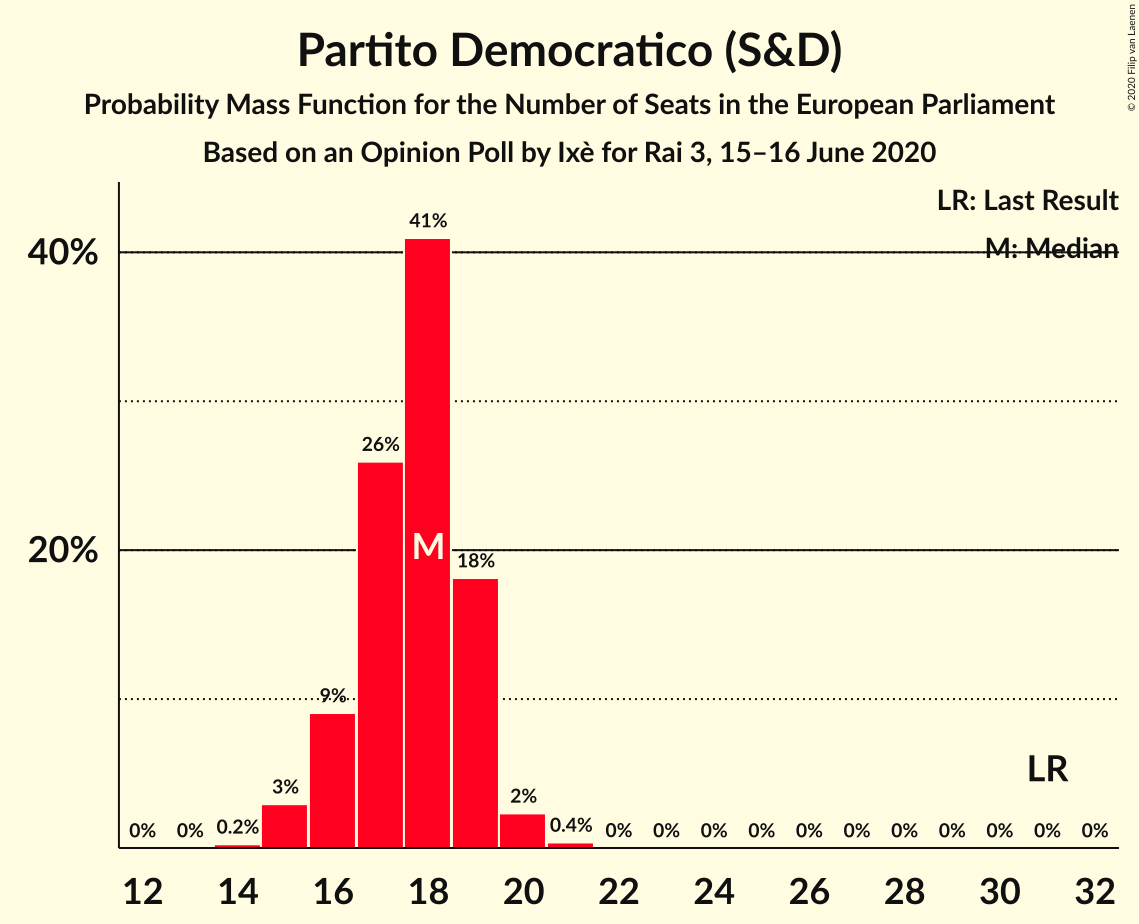 Partito Democratico (S&D)
Probability Mass Function for the Number of Seats in the European Parliament
Based on an Opinion Poll by Ixè for Rai 3, 15–16 June 2020
© 2020 Filip van Laenen
LR: Last Result
M: Median
40%
20%
0% 0% 0.2% 3% 9% 26% 41% 18% 2% 0.4% 0% 0% 0% 0% 0% 0% 0% 0% 0% 0% 0%
M
LR
12 14 16 18 20 22 24 26 28 30 32